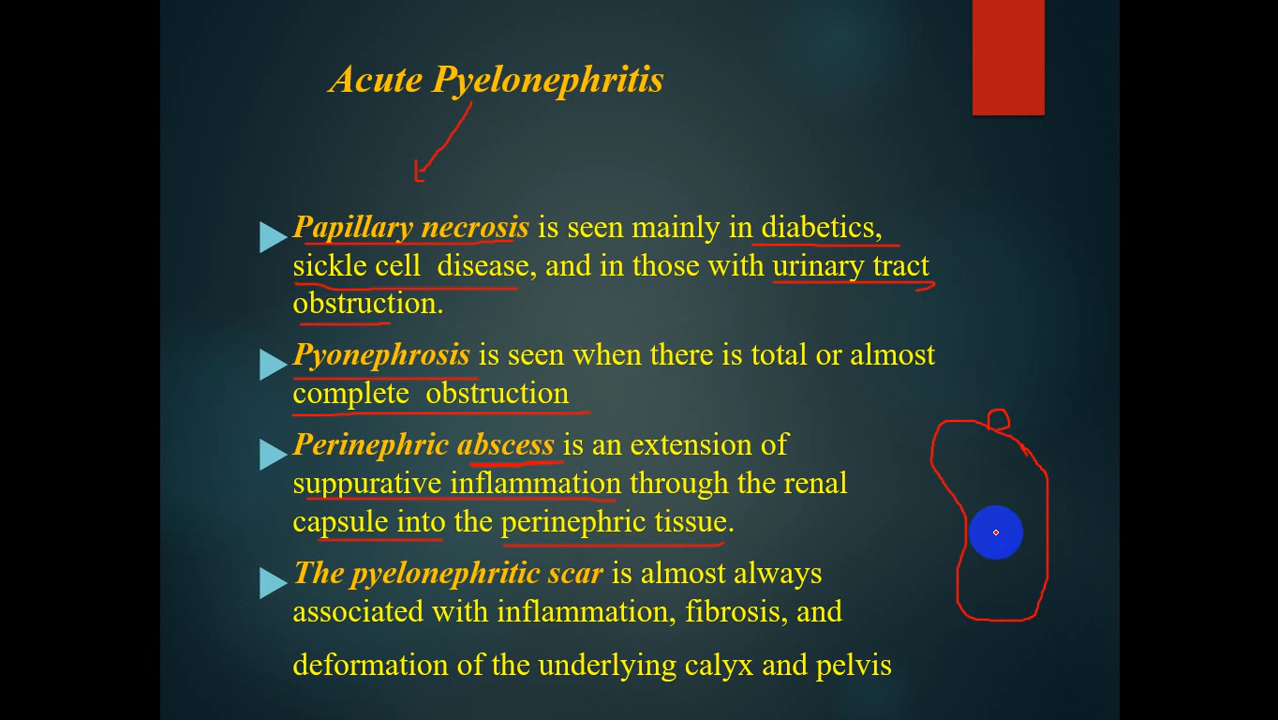 Acute Pyelonephritis
Papillary necrosis is seen mainly in diabetics,
sickle cell disease, and in those with urinary tract
obstruction.
Pyonephrosis is seen when there is total or almost
complete obstruction
Perinephric abscess is an extension of
suppurative inflammation through the renal
capsule into the perinephric tissue.
The pyelonephritic scar is almost always
associated with inflammation, fibrosis, and
deformation of the underlying calyx and pelvis